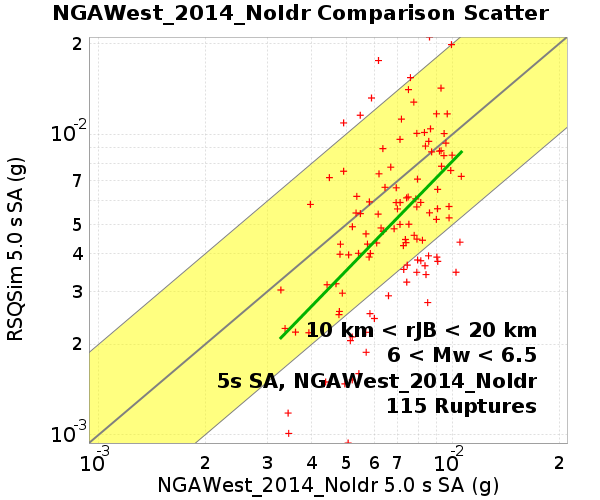 NGAWest_2014_NoIdr Comparison Scatter
RSQSim 5.0 s SA (g)
2
10-2
7
5
4
3
2
10-3
10 km < rJB < 20 km
6 < Mw < 6.5
5s SA, NGAWest_2014_NoIdr
115 Ruptures
10-3 2 3 4 5 6 7 10-2 2
NGAWest_2014_NoIdr 5.0 s SA (g)